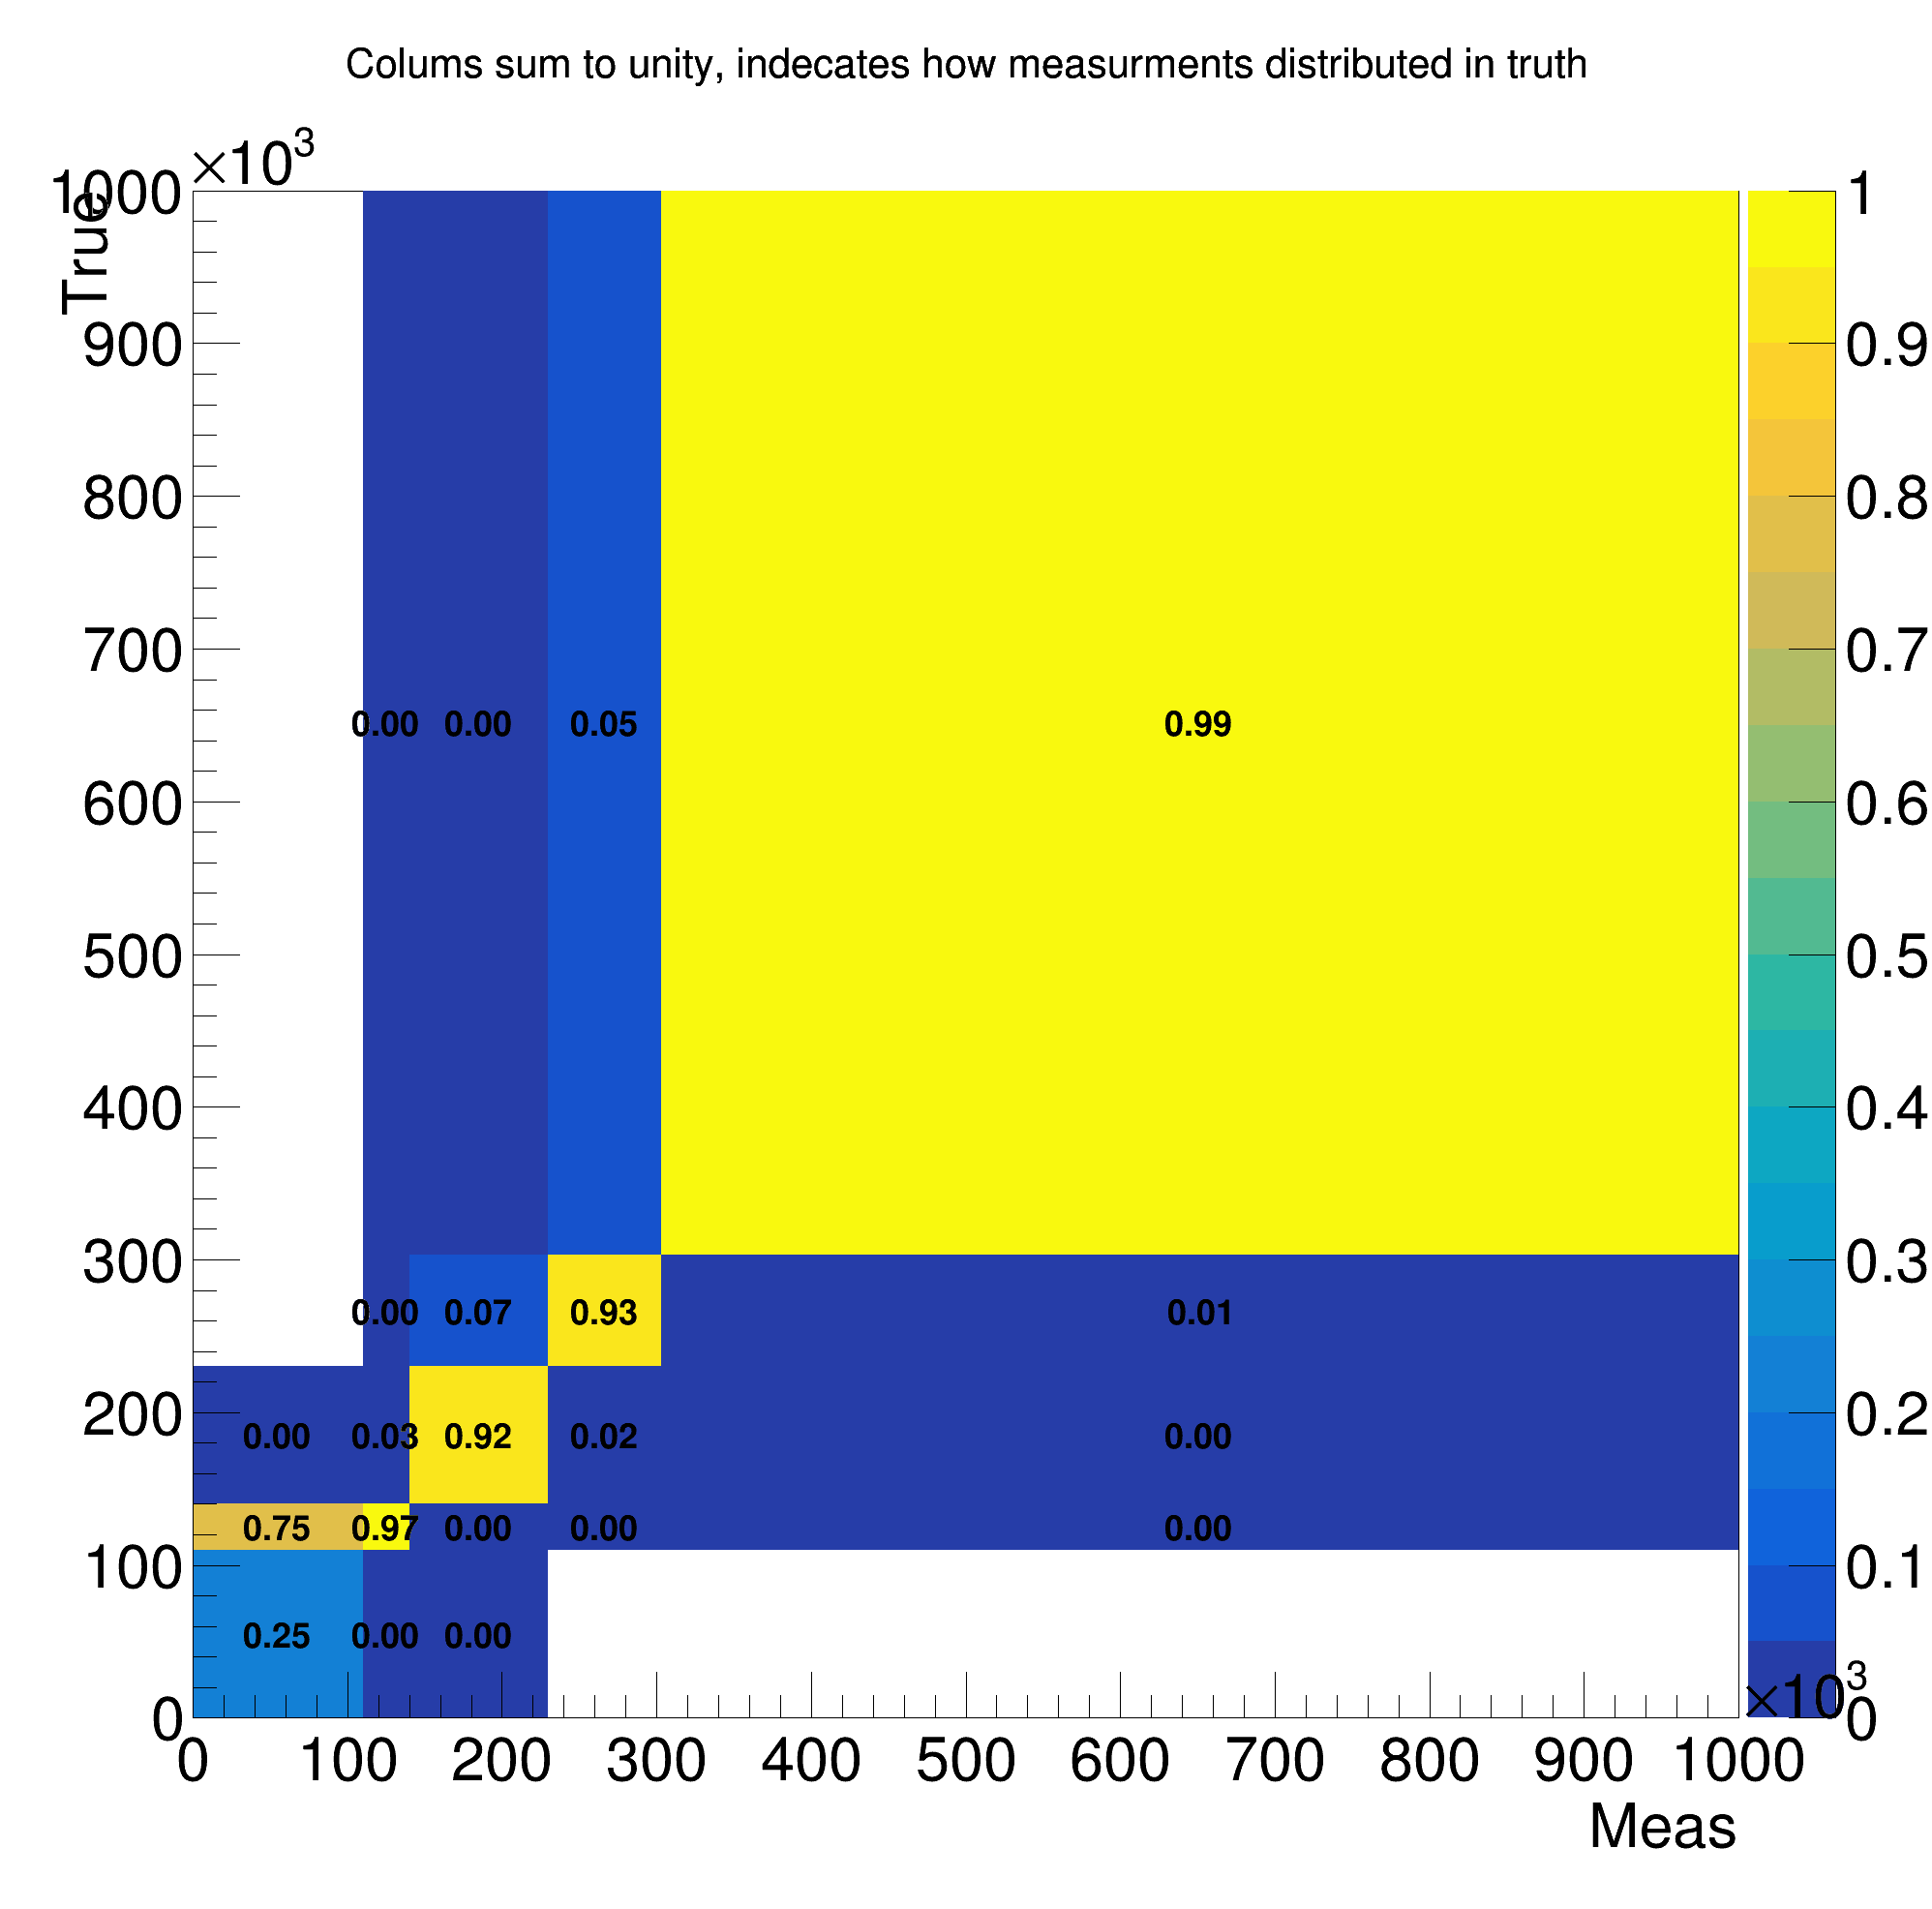 Colums sum to unity, indecates how measurments distributed in truth
×10³
1000
True
900
800
700
600
500
400
300
200
100
0
0.00 0.00 0.05 0.99
0.00 0.07 0.93 0.01
0.00 0.03 0.92 0.02 0.00
0.75 0.97 0.00 0.00 0.00
0.25 0.00 0.00
1
0.9
0.8
0.7
0.6
0.5
0.4
0.3
0.2
0.1
0
×10³
0 100 200 300 400 500 600 700 800 900 1000
Meas